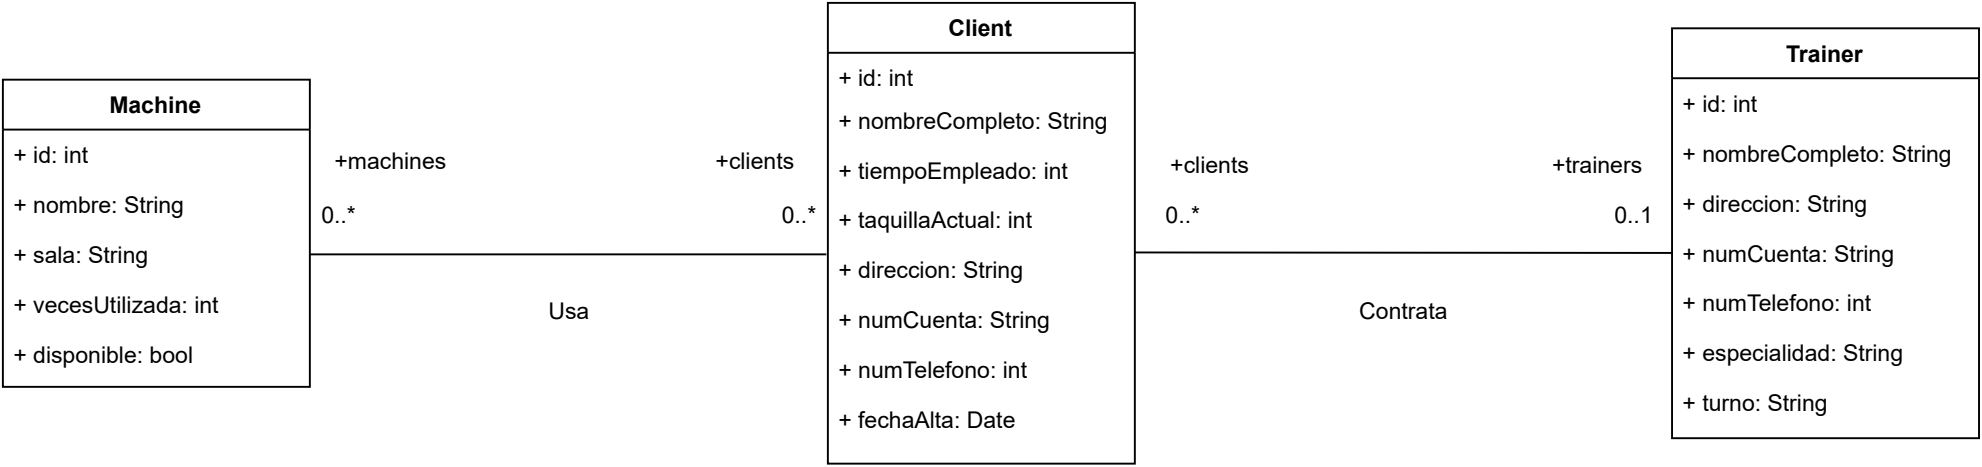 Machine
+ id: int
+ nombre: String
+ sala: String
+ vecesUtilizada: int
+ disponible: bool
+machines
0..*
+clients
0..*
Usa
Client
+ id: int
+ nombreCompleto: String
+ tiempoEmpleado: int
+ taquillaActual: int
+ direccion: String
+ numCuenta: String
+ numTelefono: int
+ fechaAlta: Date
+clients
0..*
+trainers
0..1
Contrata
Trainer
+ id: int
+ nombreCompleto: String
+ direccion: String
+ numCuenta: String
+ numTelefono: int
+ especialidad: String
+ turno: String